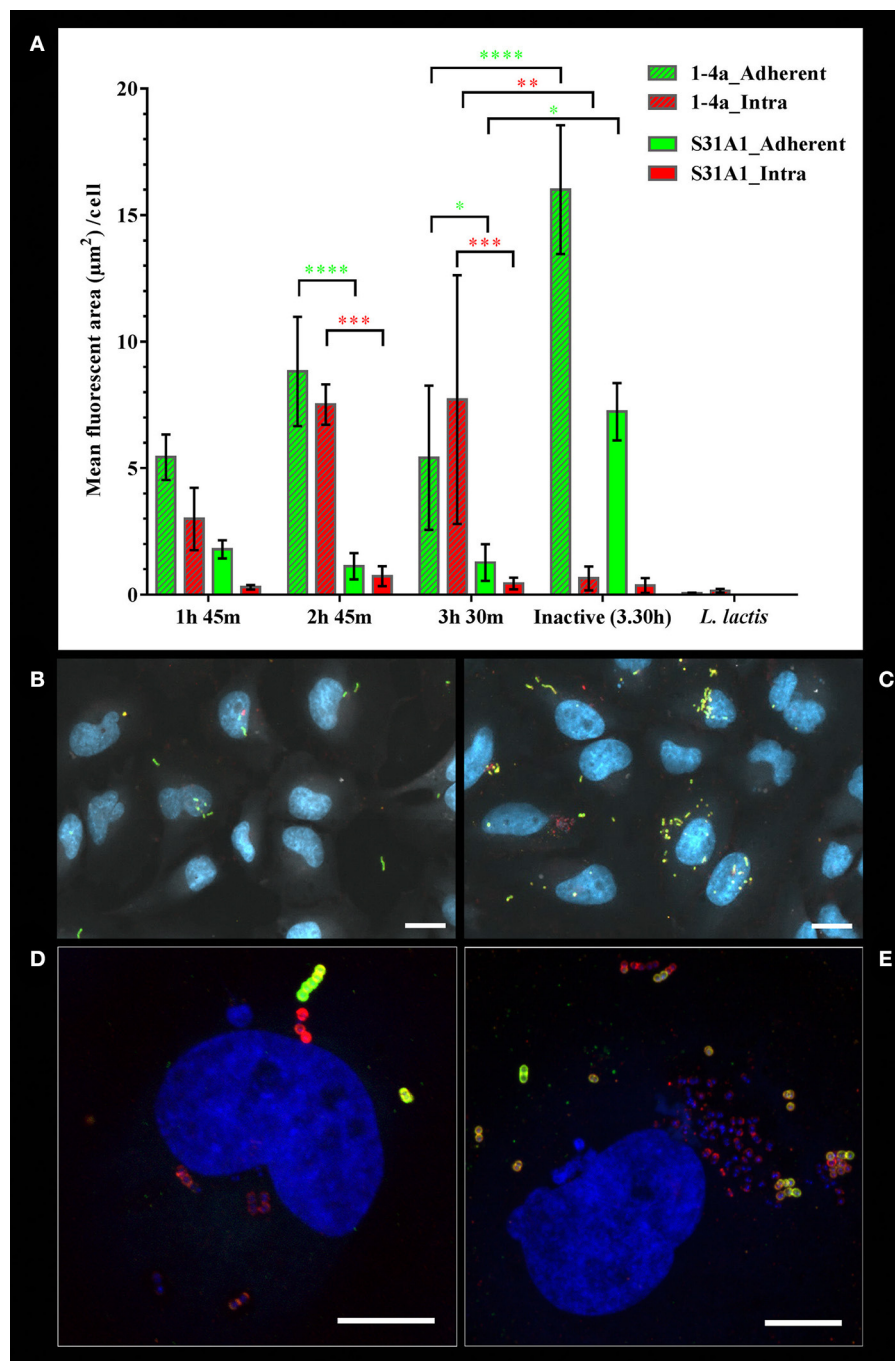 A
****
**
*
1-4a_Adherent
1-4a_Intra
S31A1_Adherent
S31A1_Intra
Mean fluorescent area (µm²) /cell
20
15
10
5
0
*
***
****
***
1h 45m
2h 45m
3h 30m
Inactive (3.30h)
L. lactis
B
C
D
E